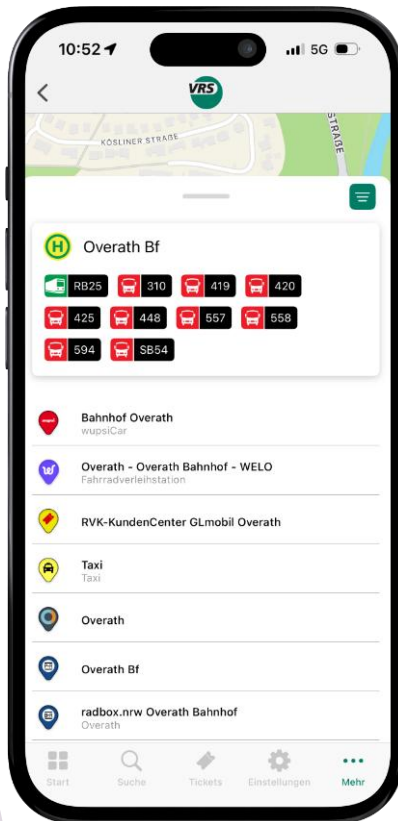 10:52
5G
VRS
KÖSLINER STRAßE
STRAßE
H Overath Bf
RB25 310 419 420
425 448 557 558
594 SB54
Bahnhof Overath
wupsiCar
Overath - Overath Bahnhof - WELO
Fahrradverleihstation
RVK-KundenCenter GLmobil Overath
Taxi
Taxi
Overath
Overath Bf
radbox.nrw Overath Bahnhof
Overath
Start Suche Tickets Einstellungen Mehr